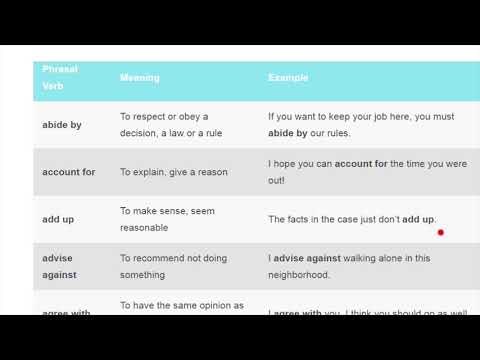 Phrasal
Verb
Meaning
Example
abide by
To respect or obey a
decision, a law or a rule
If you want to keep your job here, you must
abide by our rules.
account for
To explain, give a reason
I hope you can account for the time you were
out!
add up
To make sense, seem
reasonable
The facts in the case just don't add up.
advise
against
To recommend not doing
something
I advise against walking alone in this
neighborhood.
agree with
To have the same opinion as
I agree with you. I think you should go as well